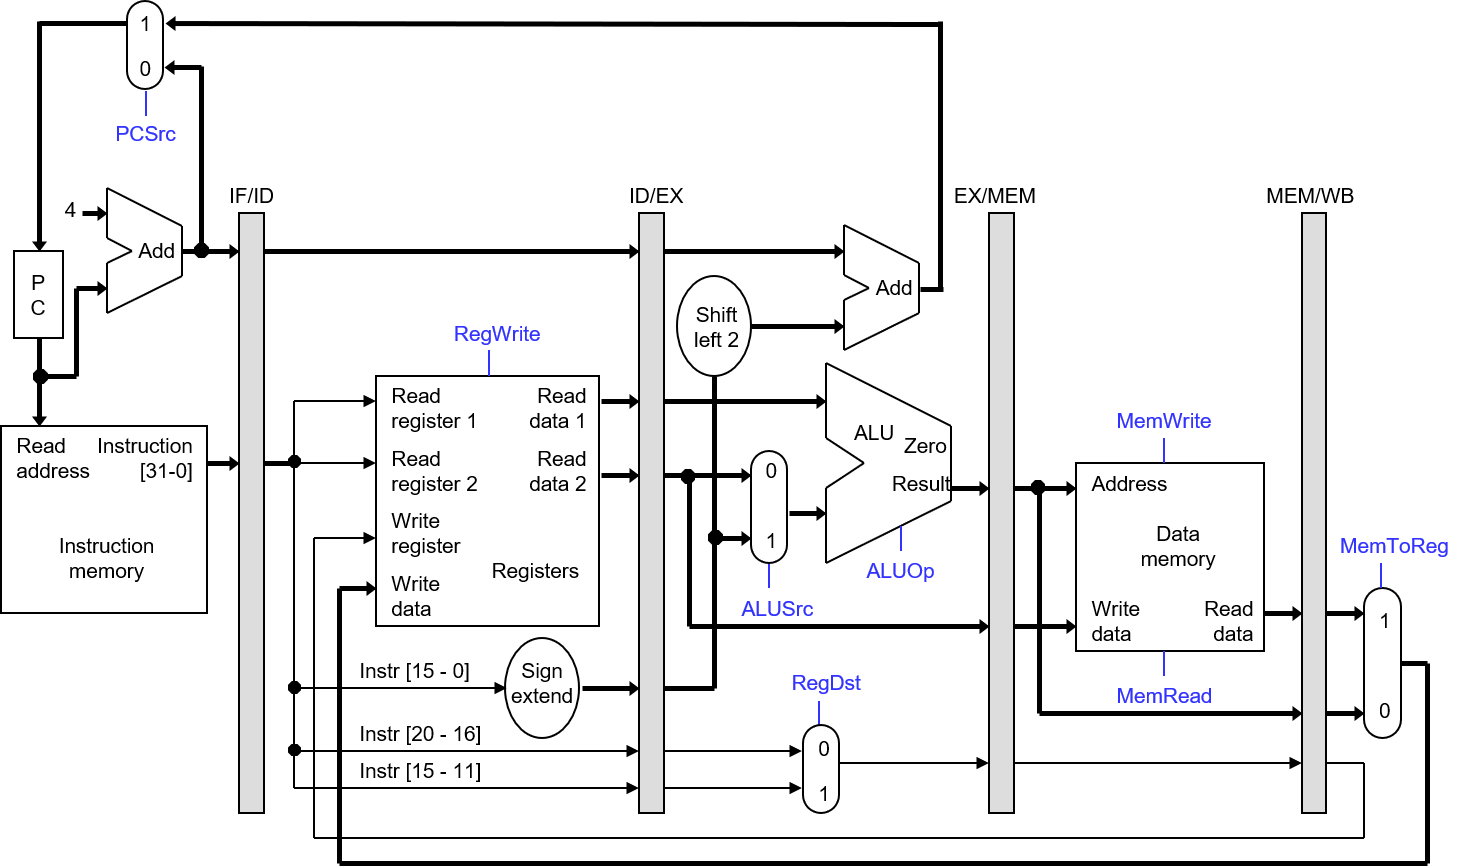 1
0
PCSrc
4
Add
P
C
IF/ID
ID/EX
EX/MEM
MEM/WB
Read
address
Instruction
[31-0]
Instruction
memory
RegWrite
Read
register 1
Read
data 1
Read
register 2
Read
data 2
Write
register
Write
data
Registers
Shift
left 2
Add
ALU
Zero
Result
ALUOp
0
1
ALUSrc
MemWrite
Address
Data
memory
Write
data
Read
data
MemRead
MemToReg
1
0
Instr [15 - 0]
Sign
extend
Instr [20 - 16]
Instr [15 - 11]
RegDst
0
1